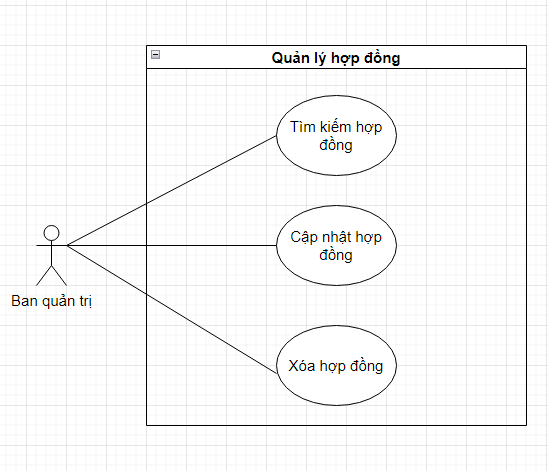 Quản lý hợp đồng
Tìm kiếm hợp
đồng
Cập nhật hợp
đồng
Ban quản trị
Xóa hợp đồng